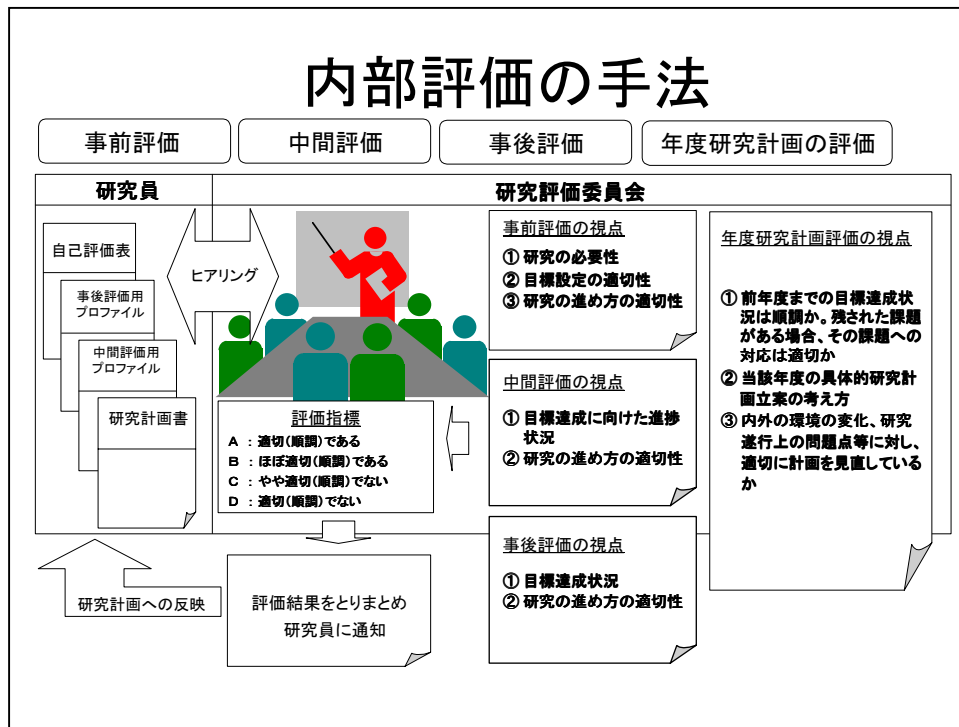 内部評価の手法
事前評価
中間評価
事後評価
年度研究計画の評価
研究員
研究評価委員会
自己評価表
事後評価用
プロファイル
中間評価用
プロファイル
研究計画書
ヒアリング
評価指標
A : 適切(順調)である
B : ほぼ適切(順調)である
C : やや適切(順調)でない
D : 適切(順調)でない
事前評価の視点
① 研究の必要性
② 目標設定の適切性
③ 研究の進め方の適切性
中間評価の視点
① 目標達成に向けた進捗
状況
② 研究の進め方の適切性
事後評価の視点
① 目標達成状況
② 研究の進め方の適切性
年度研究計画評価の視点
① 前年度までの目標達成状
況は順調か。残された課題
がある場合、その課題への
対応は適切か
② 当該年度の具体的研究計
画立案の考え方
③ 内外の環境の変化、研究
遂行上の問題点等に対し、
適切に計画を見直している
か
研究計画への反映
評価結果をとりまとめ
研究員に通知